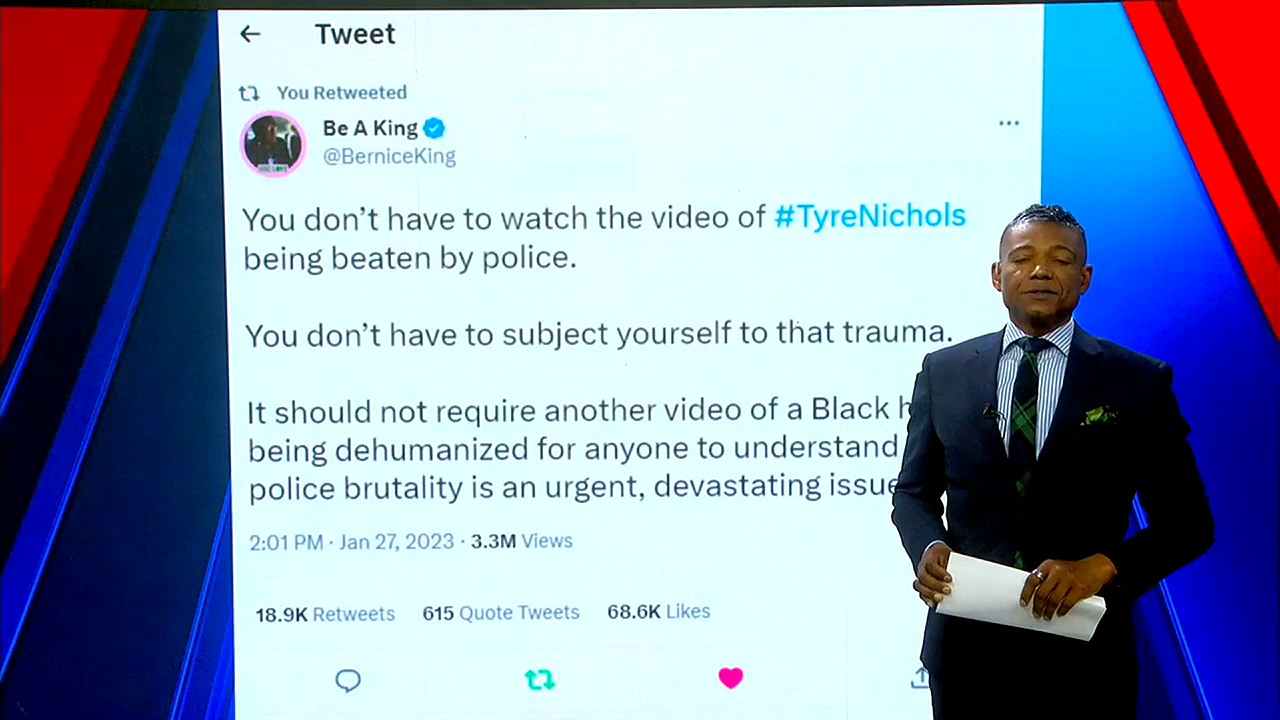 Tweet
You Retweeted
Be A King
@BerniceKing
You don't have to watch the video of #TyreNichols
being beaten by police.
You don't have to subject yourself to that trauma.
It should not require another video of a Black
being dehumanized for anyone to understand
police brutality is an urgent, devastating issue
2:01 PM · Jan 27, 2023 · 3.3M Views
18.9K Retweets 615 Quote Tweets 68.6K Likes